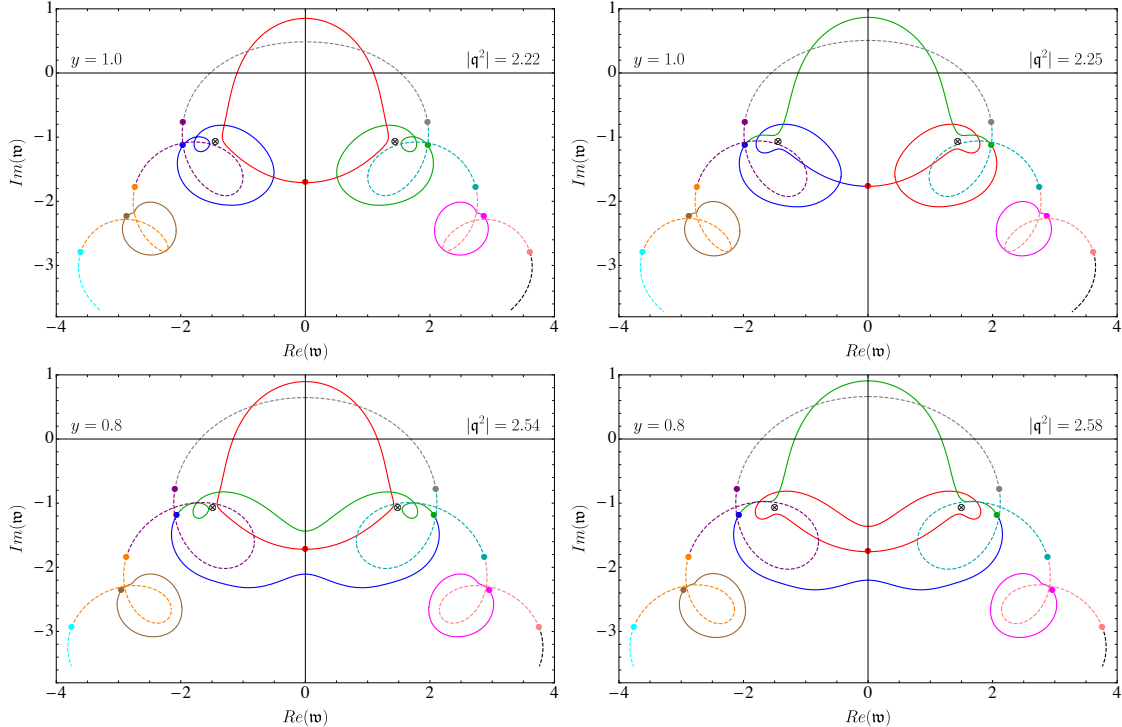 1
0
−1
−2
−3
−4 −2 0 2 4
Im(𝔴)
Re(𝔴)
y = 1.0
|𝔮²| = 2.22
1
0
−1
−2
−3
−4 −2 0 2 4
Im(𝔴)
Re(𝔴)
y = 1.0
|𝔮²| = 2.25
1
0
−1
−2
−3
−4 −2 0 2 4
Im(𝔴)
Re(𝔴)
y = 0.8
|𝔮²| = 2.54
1
0
−1
−2
−3
−4 −2 0 2 4
Im(𝔴)
Re(𝔴)
y = 0.8
|𝔮²| = 2.58